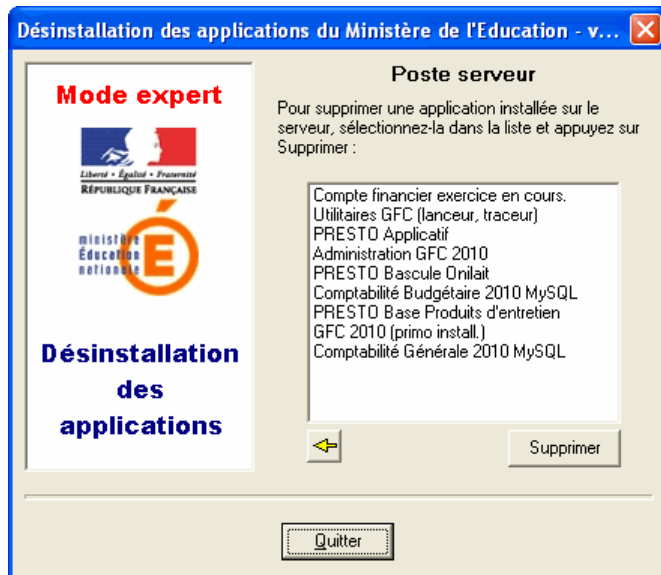 Désinstallation des applications du Ministère de l'Education - v...
Mode expert
Liberté • Égalité • Fraternité
RÉPUBLIQUE FRANÇAISE
ministère
Éducation
nationale
É
Désinstallation
des
applications
Poste serveur
Pour supprimer une application installée sur le
serveur, sélectionnez-la dans la liste et appuyez sur
Supprimer :
Compte financier exercice en cours.
Utilitaires GFC (lanceur, traceur)
PRESTO Applicatif
Administration GFC 2010
PRESTO Bascule Onilait
Comptabilité Budgétaire 2010 MySQL
PRESTO Base Produits d'entretien
GFC 2010 (primo install.)
Comptabilité Générale 2010 MySQL
Supprimer
Quitter